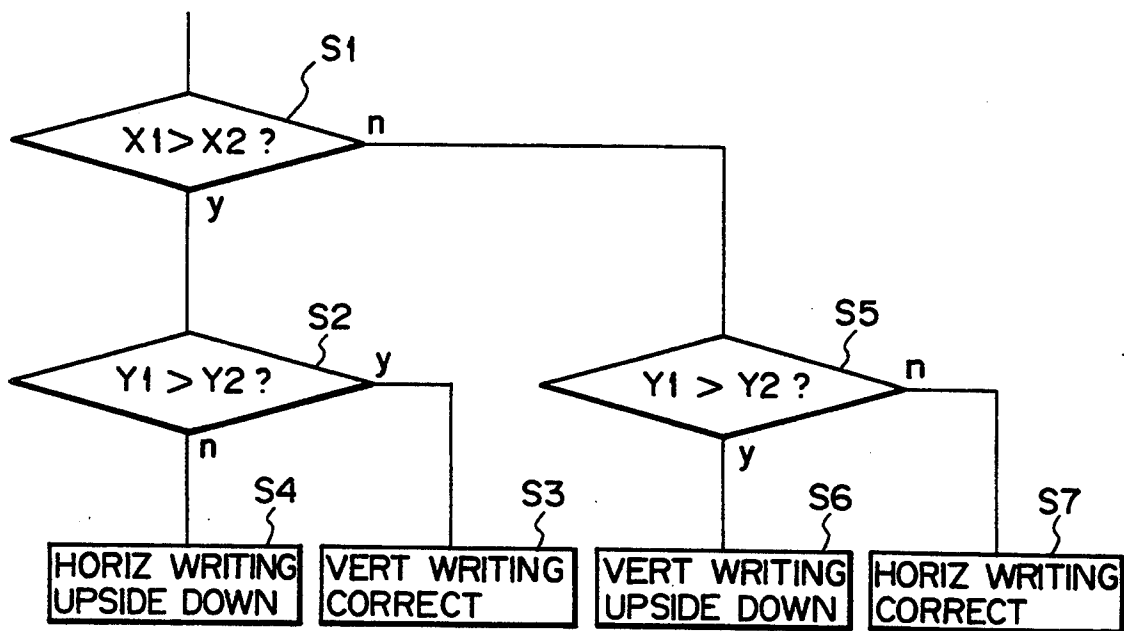 S1
X1 > X2 ?
n
y
S2
Y1 > Y2 ?
y
n
S5
Y1 > Y2 ?
n
y
S4
HORIZ WRITING
UPSIDE DOWN
S3
VERT WRITING
CORRECT
S6
VERT WRITING
UPSIDE DOWN
S7
HORIZ WRITING
CORRECT